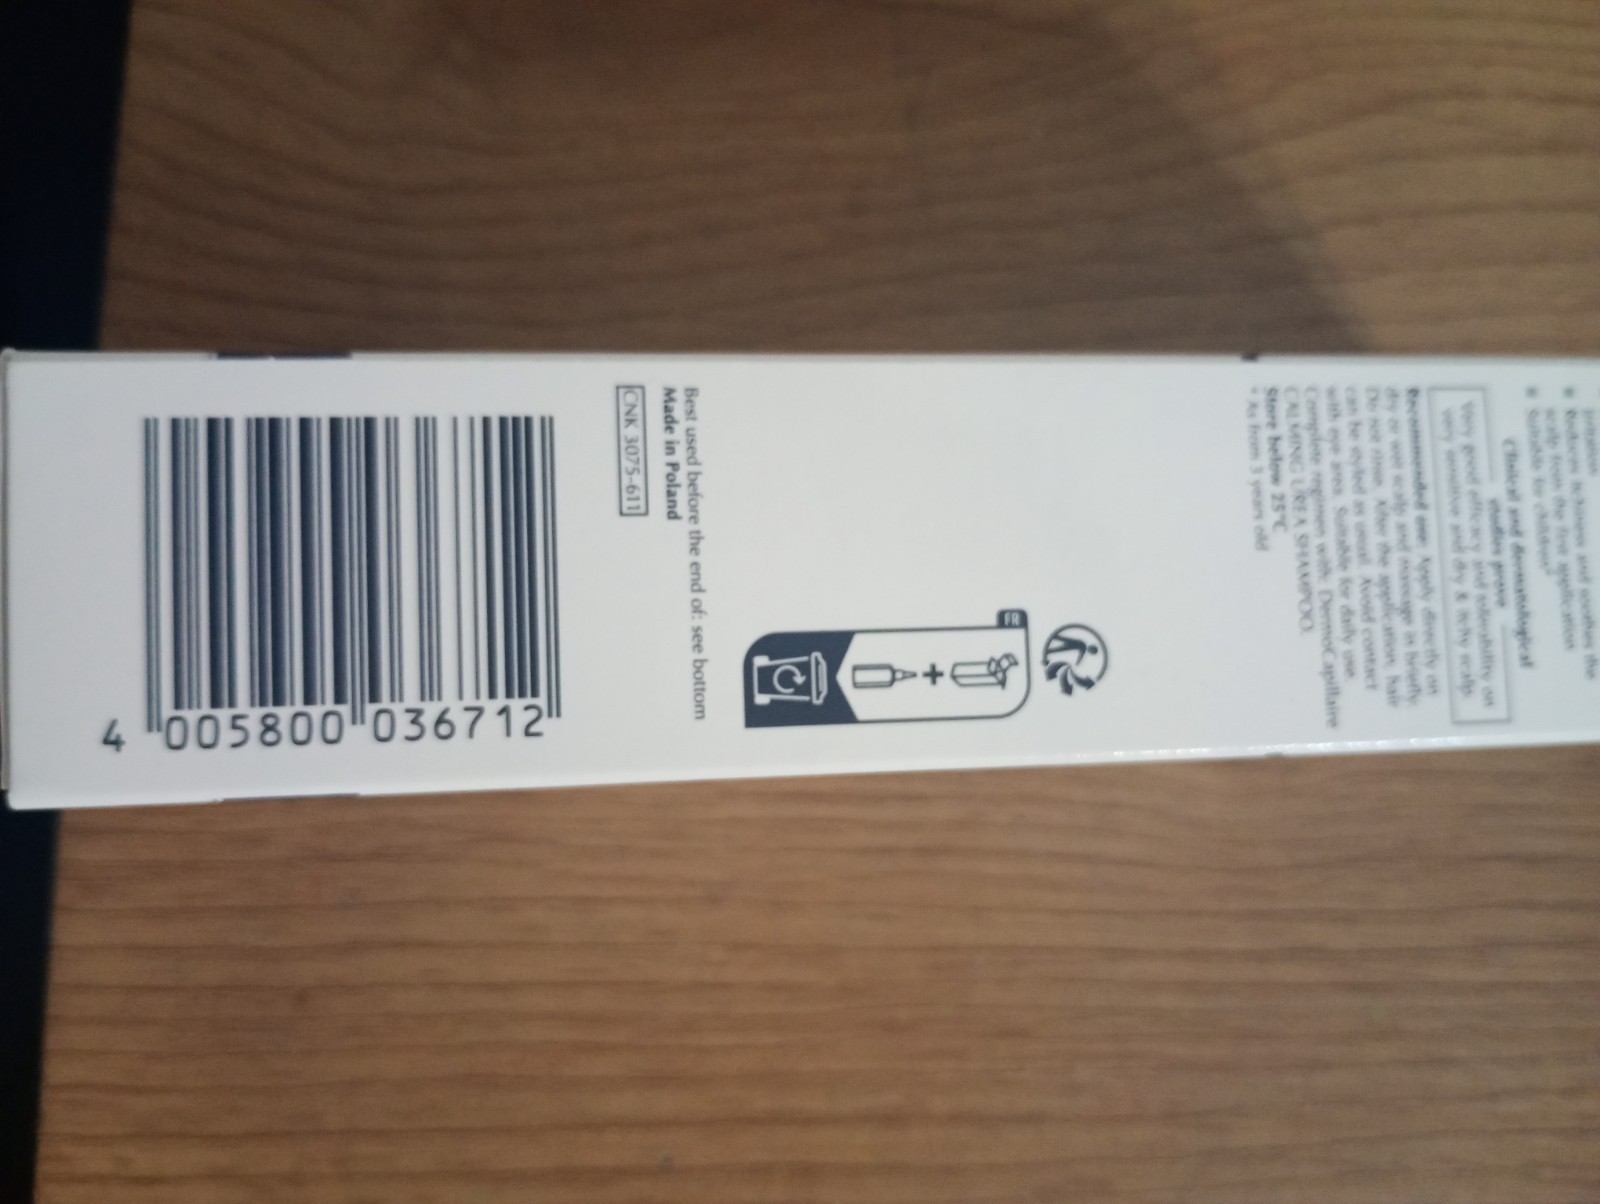 irritation
Reduces itchiness and soothes the
scalp from the first application
Suitable for children*
Clinical and dermatological
studies prove
Very good efficacy and tolerability on
very sensitive and dry & itchy scalp.
Recommended use: Apply directly on
dry or wet scalp and massage in briefly.
Do not rinse. After the application, hair
can be styled as usual. Avoid contact
with eye area. Suitable for daily use.
Complete regimen with: DermoCapillaire
CALMING UREA SHAMPOO.
Store below 25°C
* As from 3 years old
FR
Best used before the end of: see bottom
Made in Poland
CNK 3075-611
4 005800 036712